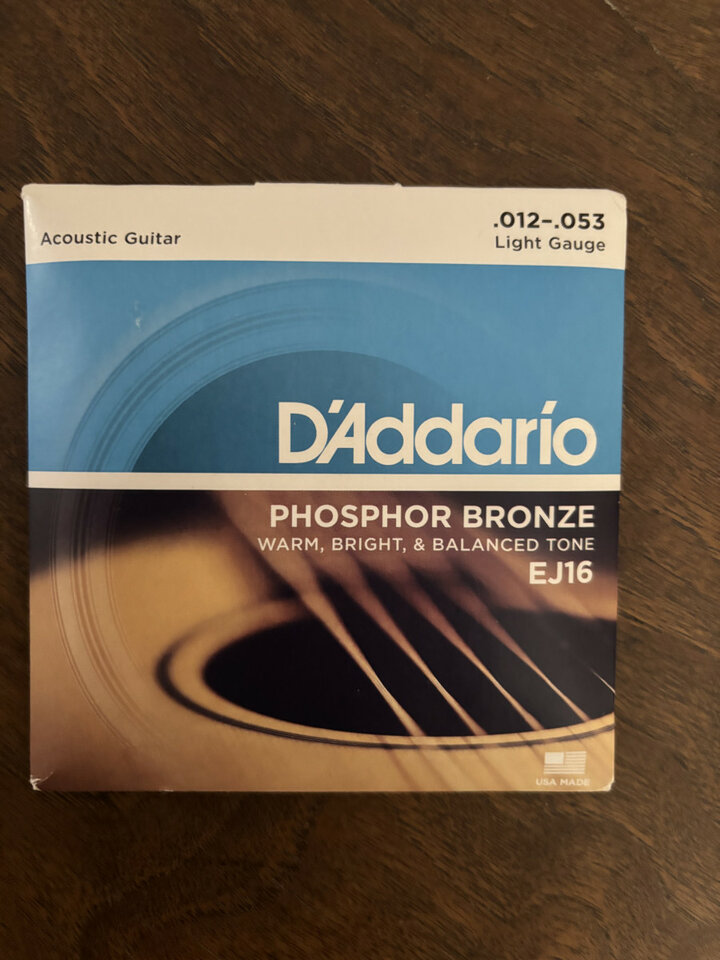 Acoustic Guitar
.012–.053
Light Gauge
D'Addario
PHOSPHOR BRONZE
WARM, BRIGHT, & BALANCED TONE
EJ16
USA MADE